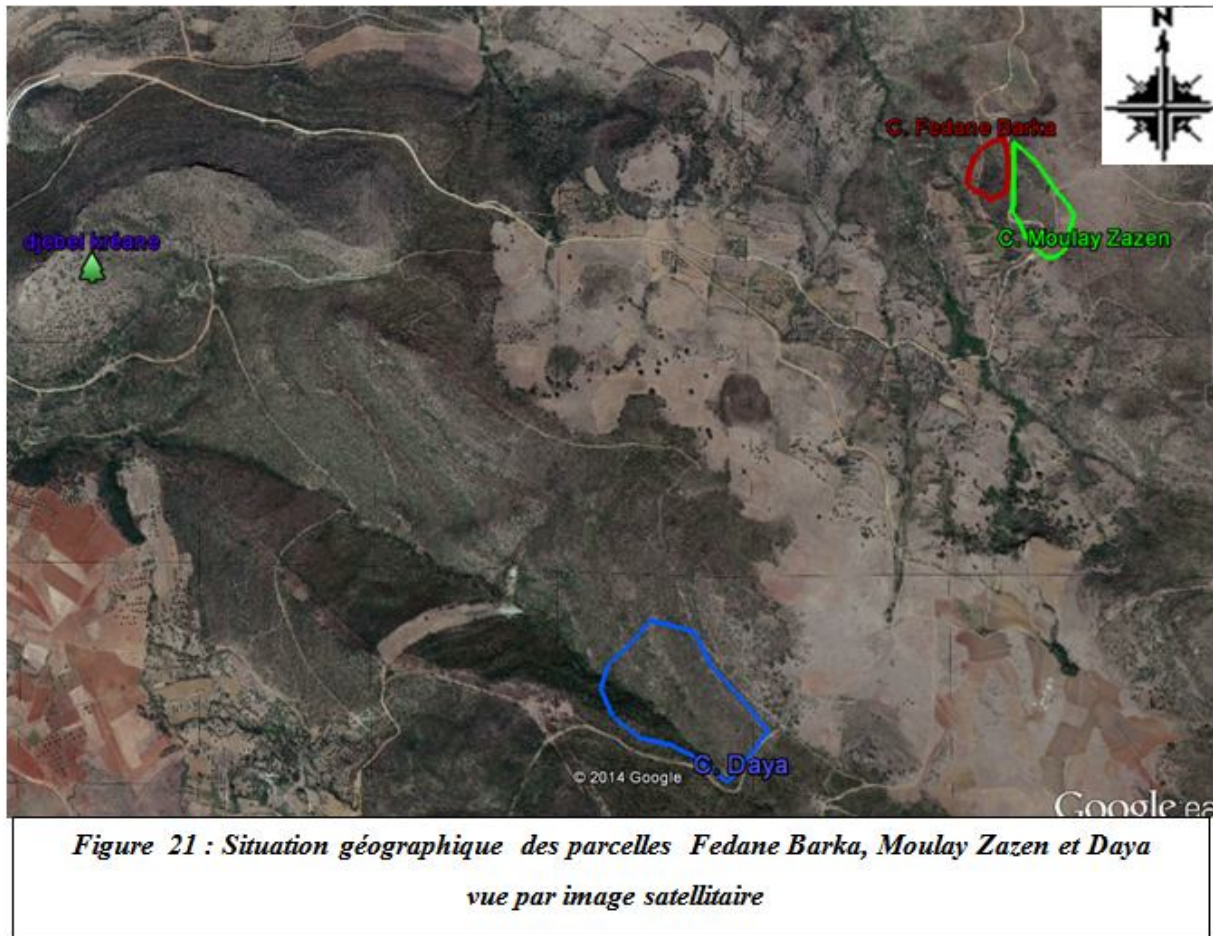 N
C. Fedane Barka
C. Moulay Zazen
djebel kréane
C. Daya
© 2014 Google
Google ea
Figure 21 : Situation géographique des parcelles Fedane Barka, Moulay Zazen et Daya
vue par image satellitaire